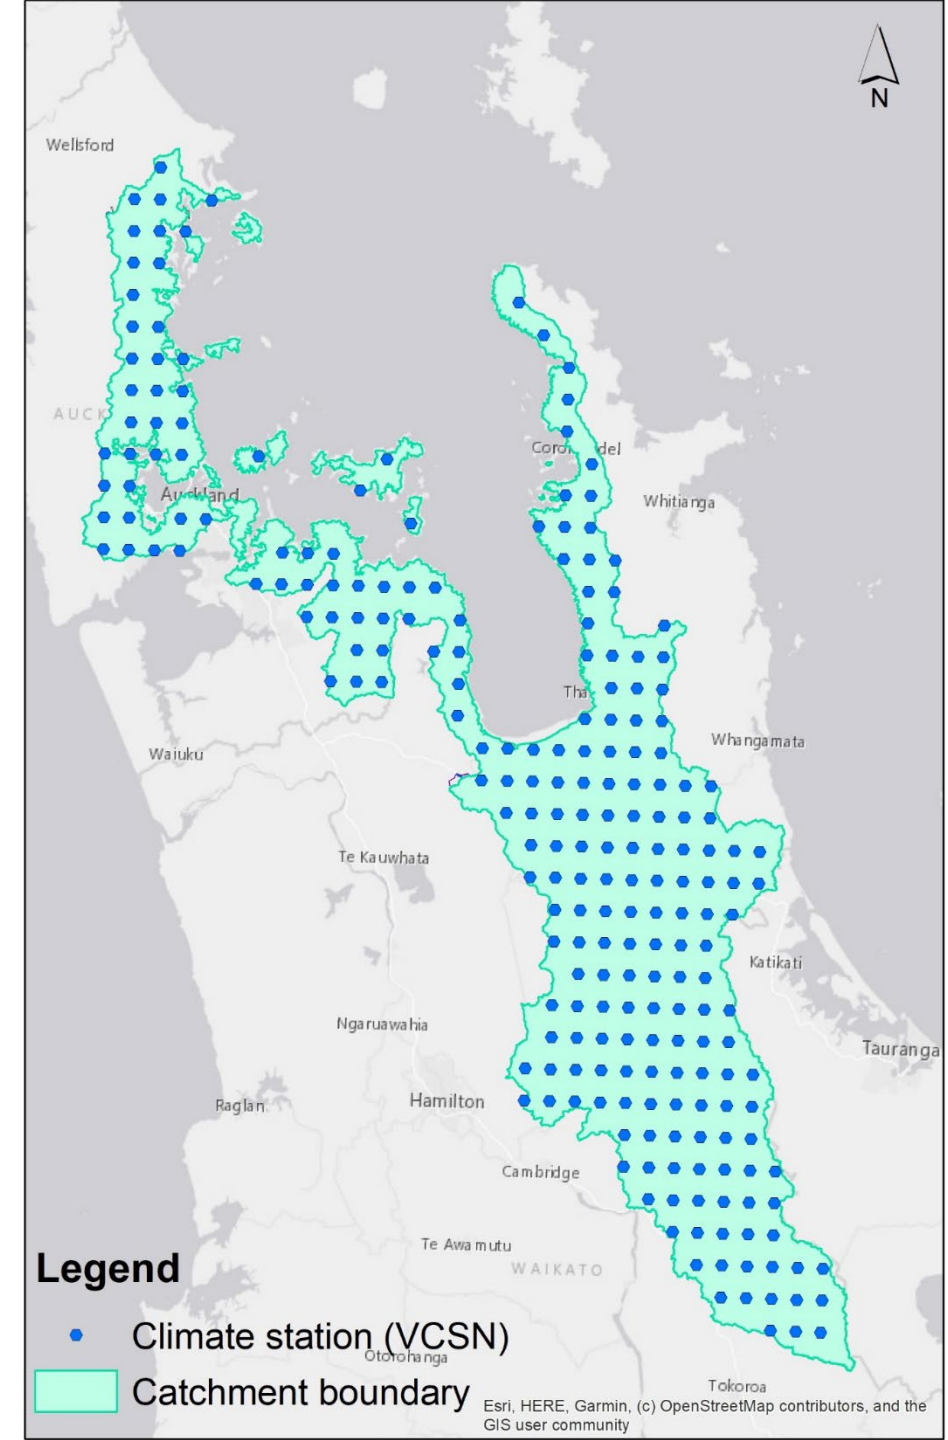 N
Wellsford
AUCK
Auckland
Whitianga
Tha
Whangamata
Waiuku
Te Kauwhata
Katikati
Ngaruawahia
Tauranga
Raglan
Hamilton
Cambridge
Te Awamutu
WAIKATO
Legend
Climate station (VCSN)
Otorohanga
Catchment boundary
Tokoroa
Esri, HERE, Garmin, (c) OpenStreetMap contributors, and the
GIS user community